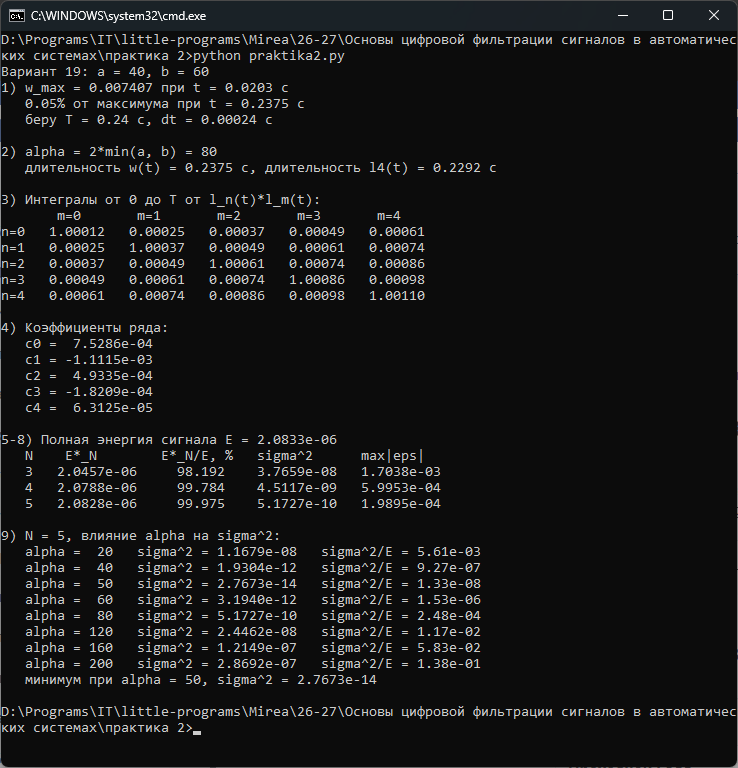 C:\WINDOWS\system32\cmd.exe
D:\Programs\IT\little-programs\Mirea\26-27\Основы цифровой фильтрации сигналов в автоматичес
ких системах\практика 2>python praktika2.py
Вариант 19: a = 40, b = 60
1) w_max = 0.007407 при t = 0.0203 с
   0.05% от максимума при t = 0.2375 с
   беру T = 0.24 с, dt = 0.00024 с

2) alpha = 2*min(a, b) = 80
   длительность w(t) = 0.2375 с, длительность l4(t) = 0.2292 с

3) Интегралы от 0 до T от l_n(t)*l_m(t):
       m=0       m=1       m=2       m=3       m=4
n=0   1.00012   0.00025   0.00037   0.00049   0.00061
n=1   0.00025   1.00037   0.00049   0.00061   0.00074
n=2   0.00037   0.00049   1.00061   0.00074   0.00086
n=3   0.00049   0.00061   0.00074   1.00086   0.00098
n=4   0.00061   0.00074   0.00086   0.00098   1.00110

4) Коэффициенты ряда:
   c0 =  7.5286e-04
   c1 = -1.1115e-03
   c2 =  4.9335e-04
   c3 = -1.8209e-04
   c4 =  6.3125e-05

5-8) Полная энергия сигнала E = 2.0833e-06
   N    E*_N        E*_N/E, %   sigma^2      max|eps|
   3   2.0457e-06     98.192    3.7659e-08   1.7038e-03
   4   2.0788e-06     99.784    4.5117e-09   5.9953e-04
   5   2.0828e-06     99.975    5.1727e-10   1.9895e-04

9) N = 5, влияние alpha на sigma^2:
   alpha =  20   sigma^2 = 1.1679e-08   sigma^2/E = 5.61e-03
   alpha =  40   sigma^2 = 1.9304e-12   sigma^2/E = 9.27e-07
   alpha =  50   sigma^2 = 2.7673e-14   sigma^2/E = 1.33e-08
   alpha =  60   sigma^2 = 3.1940e-12   sigma^2/E = 1.53e-06
   alpha =  80   sigma^2 = 5.1727e-10   sigma^2/E = 2.48e-04
   alpha = 120   sigma^2 = 2.4462e-08   sigma^2/E = 1.17e-02
   alpha = 160   sigma^2 = 1.2149e-07   sigma^2/E = 5.83e-02
   alpha = 200   sigma^2 = 2.8692e-07   sigma^2/E = 1.38e-01
   минимум при alpha = 50, sigma^2 = 2.7673e-14

D:\Programs\IT\little-programs\Mirea\26-27\Основы цифровой фильтрации сигналов в автоматичес
ких системах\практика 2>